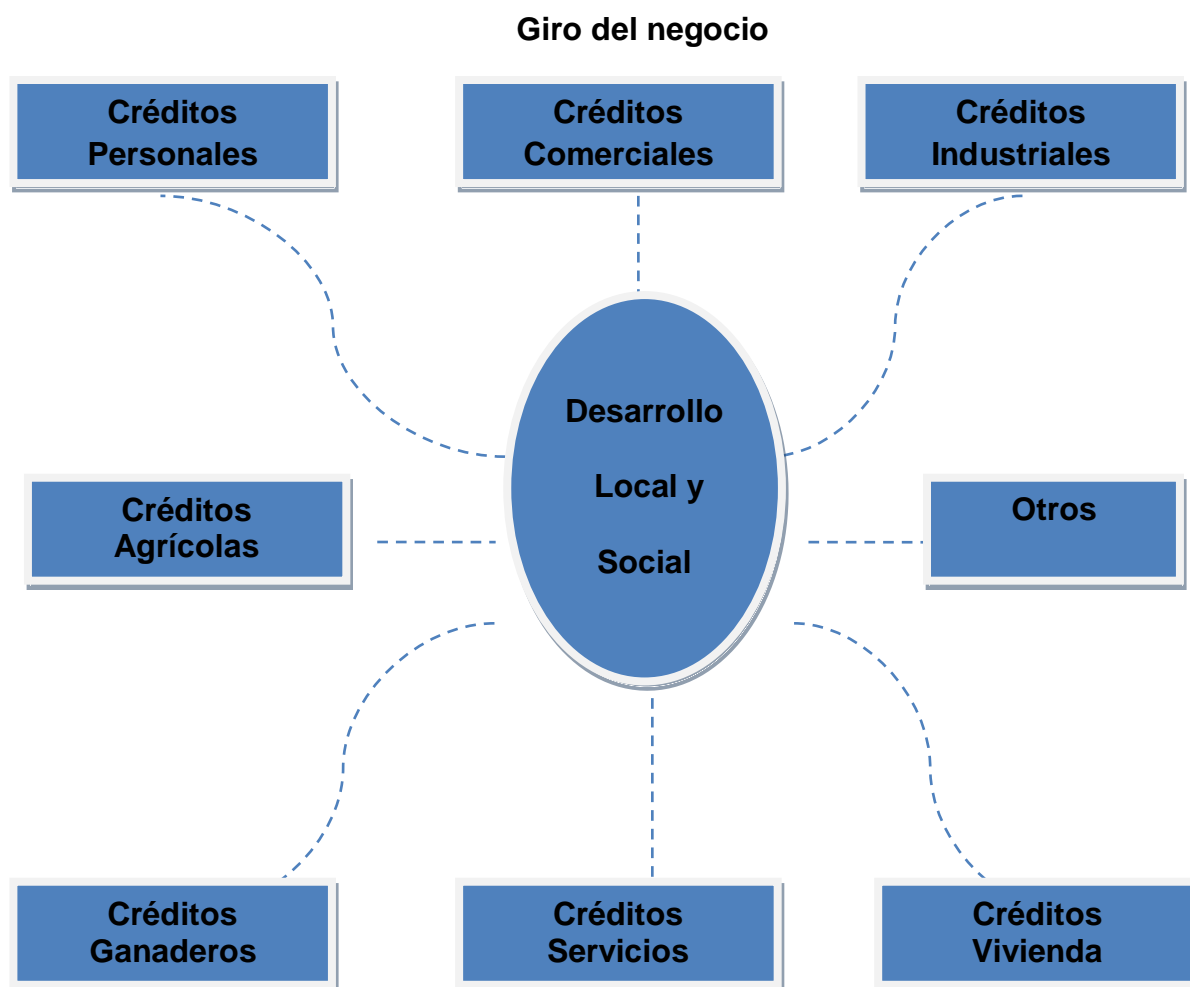 Giro del negocio
Créditos
Personales
Créditos
Comerciales
Créditos
Industriales
Desarrollo
Local y
Social
Créditos
Agrícolas
Otros
Créditos
Ganaderos
Créditos
Servicios
Créditos
Vivienda